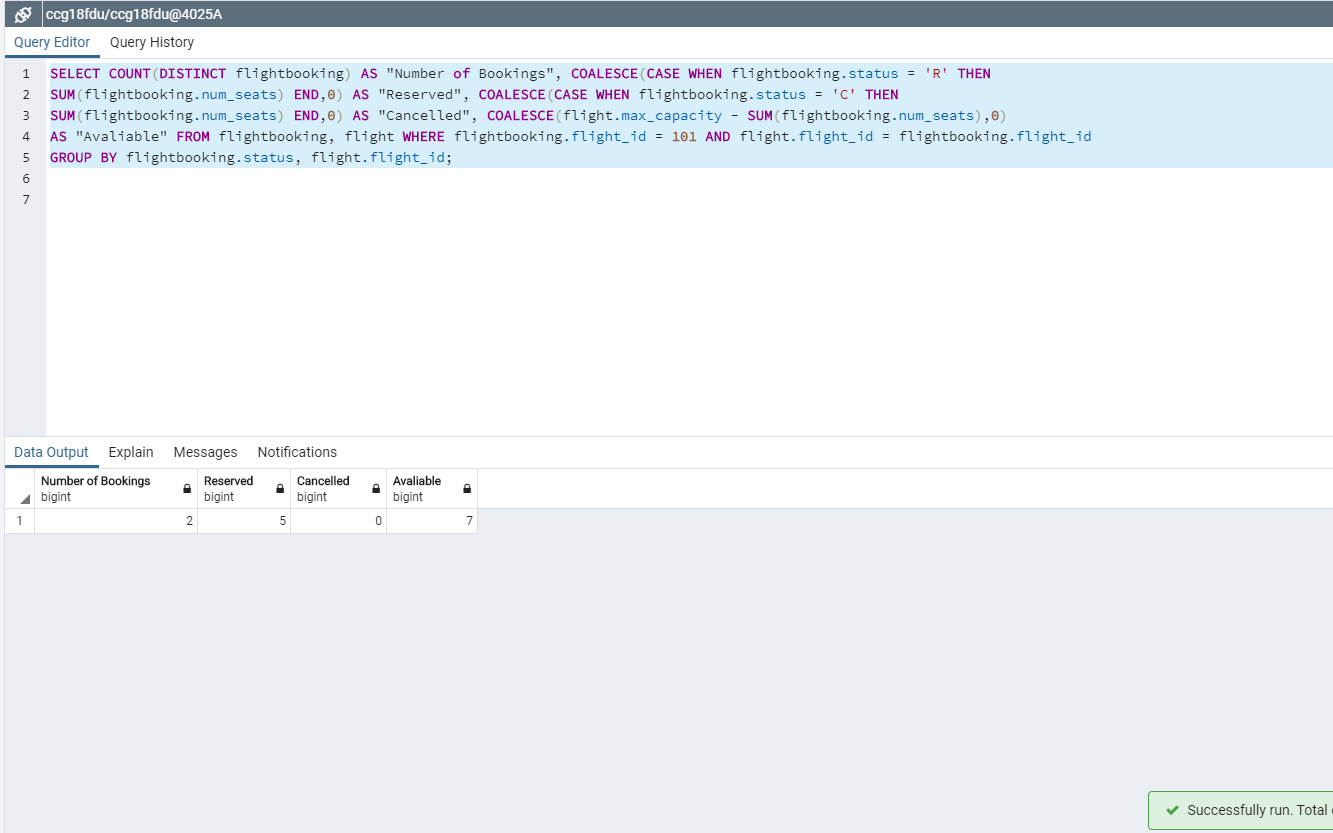 ccg18fdu/ccg18fdu@4025A
Query Editor Query History
1 SELECT COUNT(DISTINCT flightbooking) AS "Number of Bookings", COALESCE(CASE WHEN flightbooking.status = 'R' THEN
2 SUM(flightbooking.num_seats) END,0) AS "Reserved", COALESCE(CASE WHEN flightbooking.status = 'C' THEN
3 SUM(flightbooking.num_seats) END,0) AS "Cancelled", COALESCE(flight.max_capacity - SUM(flightbooking.num_seats),0)
4 AS "Avaliable" FROM flightbooking, flight WHERE flightbooking.flight_id = 101 AND flight.flight_id = flightbooking.flight_id
5 GROUP BY flightbooking.status, flight.flight_id;
6
7
Data Output Explain Messages Notifications
Number of Bookings Reserved Cancelled Avaliable
bigint bigint bigint bigint
1 2 5 0 7
Successfully run. Total